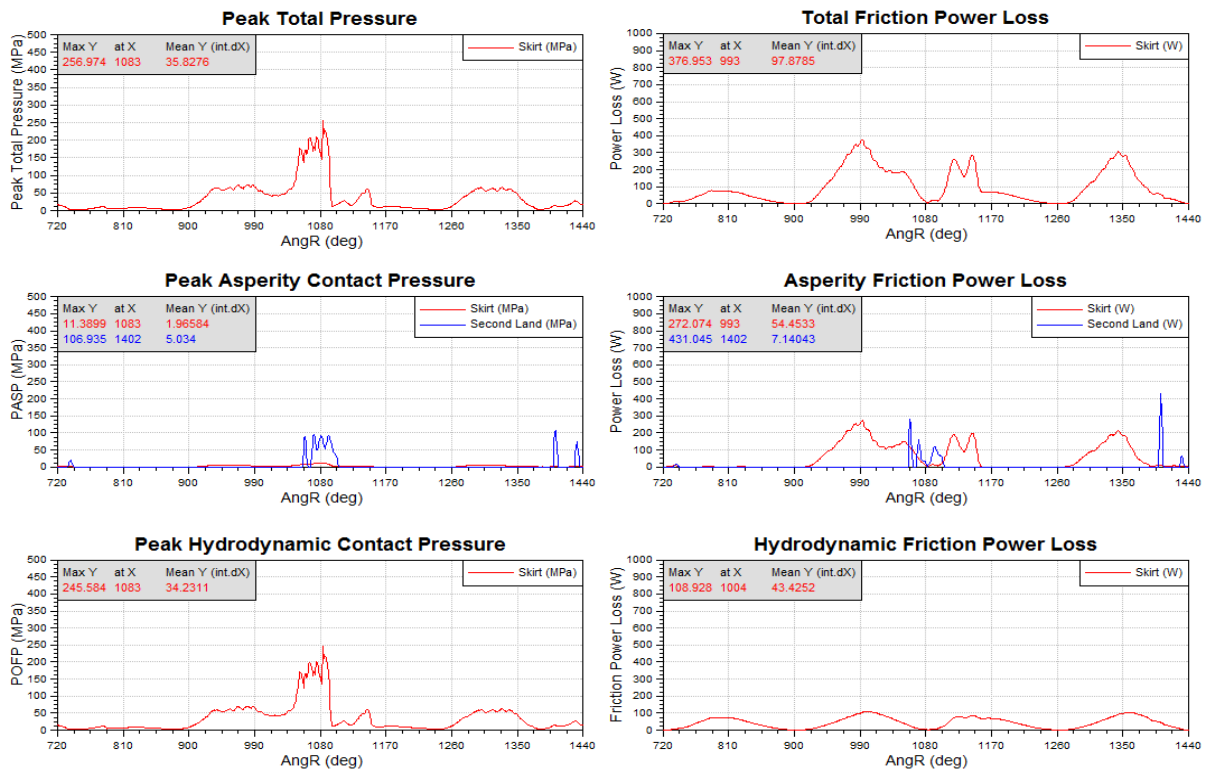 Peak Total Pressure
Peak Total Pressure (MPa)
500
450
400
350
300
250
200
150
100
50
0
Max Y at X Mean Y (int.dX)
256.974 1083 35.8276
Skirt (MPa)
720 810 900 990 1080 1170 1260 1350 1440
AngR (deg)
Total Friction Power Loss
Power Loss (W)
1000
900
800
700
600
500
400
300
200
100
0
Max Y at X Mean Y (int.dX)
376.953 993 97.8785
Skirt (W)
720 810 900 990 1080 1170 1260 1350 1440
AngR (deg)
Peak Asperity Contact Pressure
PASP (MPa)
500
450
400
350
300
250
200
150
100
50
0
Max Y at X Mean Y (int.dX)
11.3899 1083 1.96584
106.935 1402 5.034
Skirt (MPa)
Second Land (MPa)
720 810 900 990 1080 1170 1260 1350 1440
AngR (deg)
Asperity Friction Power Loss
Power Loss (W)
1000
900
800
700
600
500
400
300
200
100
0
Max Y at X Mean Y (int.dX)
272.074 993 54.4533
431.045 1402 7.14043
Skirt (W)
Second Land (W)
720 810 900 990 1080 1170 1260 1350 1440
AngR (deg)
Peak Hydrodynamic Contact Pressure
POFP (MPa)
500
450
400
350
300
250
200
150
100
50
0
Max Y at X Mean Y (int.dX)
245.584 1083 34.2311
Skirt (MPa)
720 810 900 990 1080 1170 1260 1350 1440
AngR (deg)
Hydrodynamic Friction Power Loss
Friction Power Loss (W)
1000
900
800
700
600
500
400
300
200
100
0
Max Y at X Mean Y (int.dX)
108.928 1004 43.4252
Skirt (W)
720 810 900 990 1080 1170 1260 1350 1440
AngR (deg)